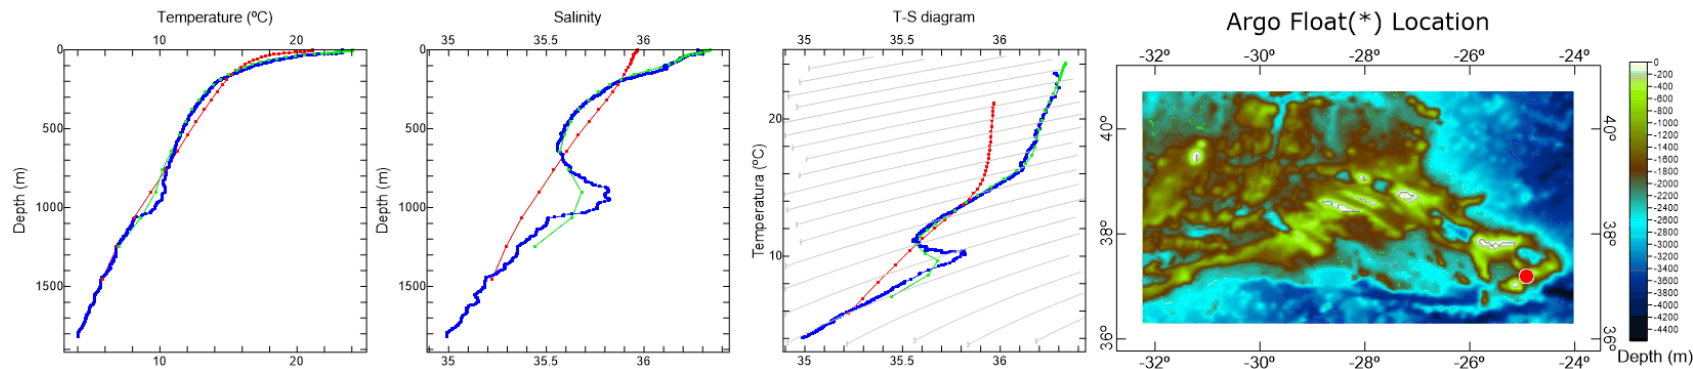 Temperature (ºC)
10
20
0
500
1000
1500
Depth (m)
10
20
Salinity
35
35.5
36
0
500
1000
1500
Depth (m)
35
35.5
36
T-S diagram
35
35.5
36
20
10
Temperatura (ºC)
35
35.5
36
Argo Float(*) Location
-32º
-30º
-28º
-26º
-24º
40º
38º
36º
40º
38º
36º
-32º
-30º
-28º
-26º
-24º
0
-200
-400
-600
-800
-1000
-1200
-1400
-1600
-1800
-2000
-2200
-2400
-2600
-2800
-3000
-3200
-3400
-3600
-3800
-4000
-4200
-4400
Depth (m)